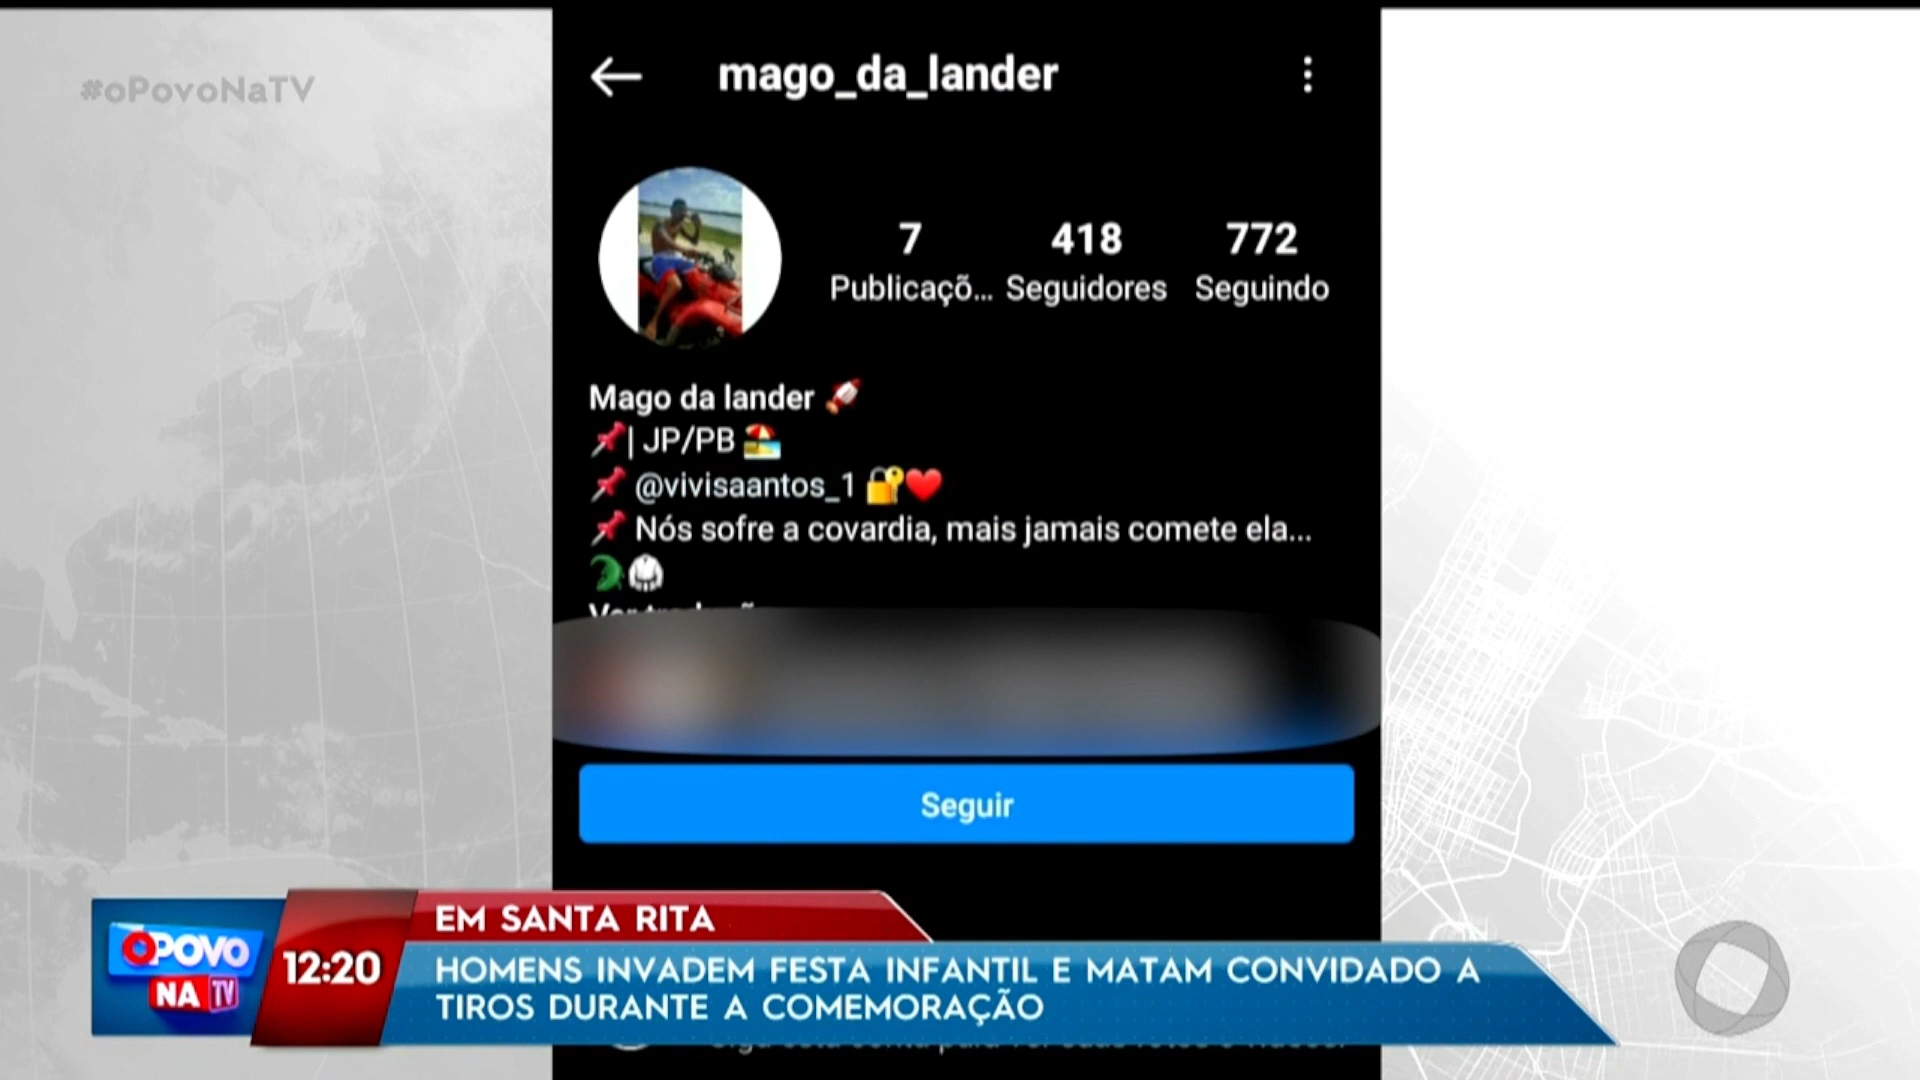 #oPovoNaTV
mago_da_lander
7 418 772
Publicaçõ... Seguidores Seguindo
Mago da lander 🚀
📌| JP/PB 🏖️
📌 @vivisaantos_1 🔐❤️
📌 Nós sofre a covardia, mais jamais comete ela...
Seguir
EM SANTA RITA
OPOVO
NA TV
12:20
HOMENS INVADEM FESTA INFANTIL E MATAM CONVIDADO A
TIROS DURANTE A COMEMORAÇÃO